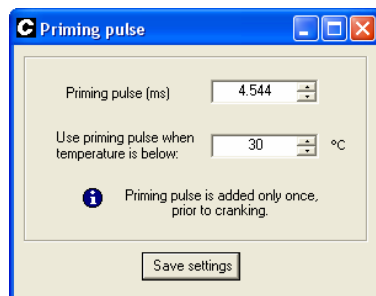 C Priming pulse
Priming pulse (ms) 4.544
Use priming pulse when
temperature is below: 30 ºC
i Priming pulse is added only once,
prior to cranking.
Save settings